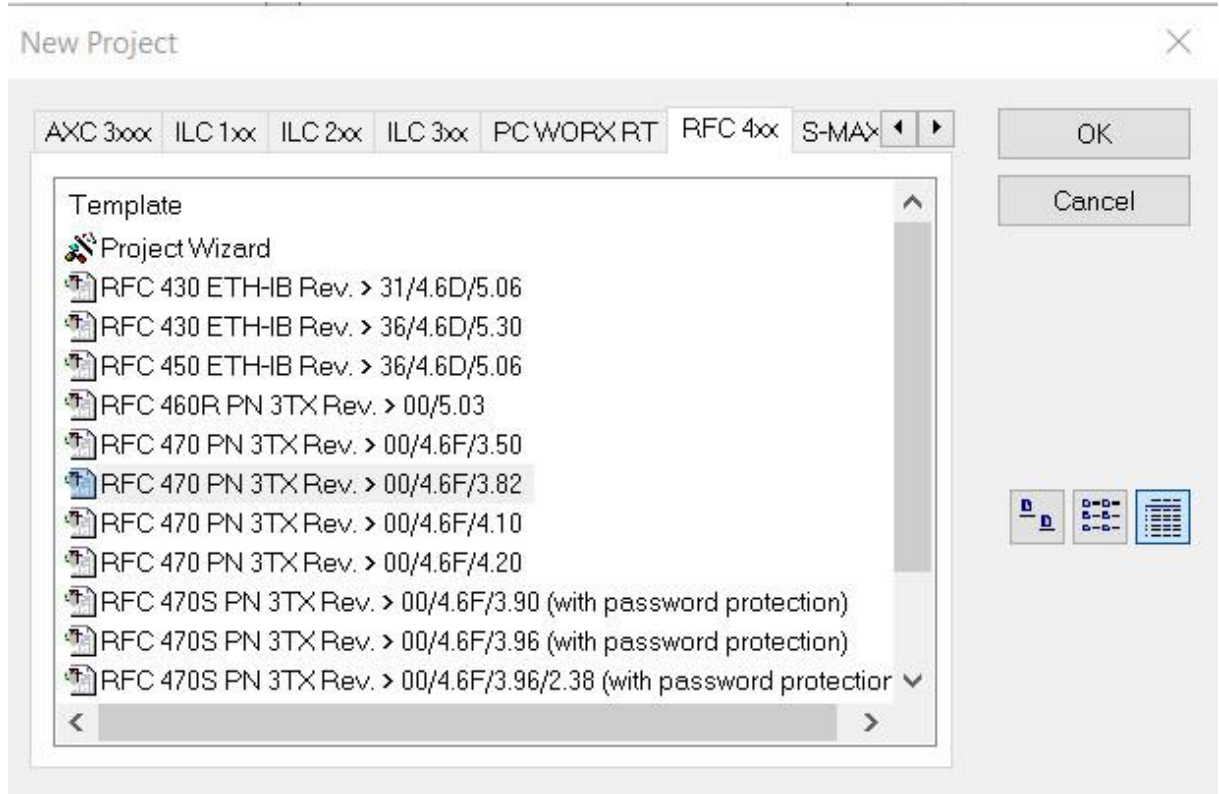 New Project
AXC 3xxx ILC 1xx ILC 2xx ILC 3xx PC WORX RT RFC 4xx S-MAX
OK
Cancel
Template
Project Wizard
RFC 430 ETH-IB Rev. > 31/4.6D/5.06
RFC 430 ETH-IB Rev. > 36/4.6D/5.30
RFC 450 ETH-IB Rev. > 36/4.6D/5.06
RFC 460R PN 3TX Rev. > 00/5.03
RFC 470 PN 3TX Rev. > 00/4.6F/3.50
RFC 470 PN 3TX Rev. > 00/4.6F/3.82
RFC 470 PN 3TX Rev. > 00/4.6F/4.10
RFC 470 PN 3TX Rev. > 00/4.6F/4.20
RFC 470S PN 3TX Rev. > 00/4.6F/3.90 (with password protection)
RFC 470S PN 3TX Rev. > 00/4.6F/3.96 (with password protection)
RFC 470S PN 3TX Rev. > 00/4.6F/3.96/2.38 (with password protection